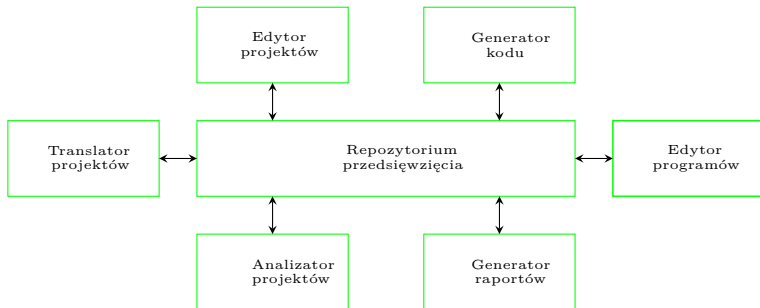 Edytor
projektów
Generator
kodu
Translator
projektów
Repozytorium
przedsięwzięcia
Edytor
programów
Analizator
projektów
Generator
raportów